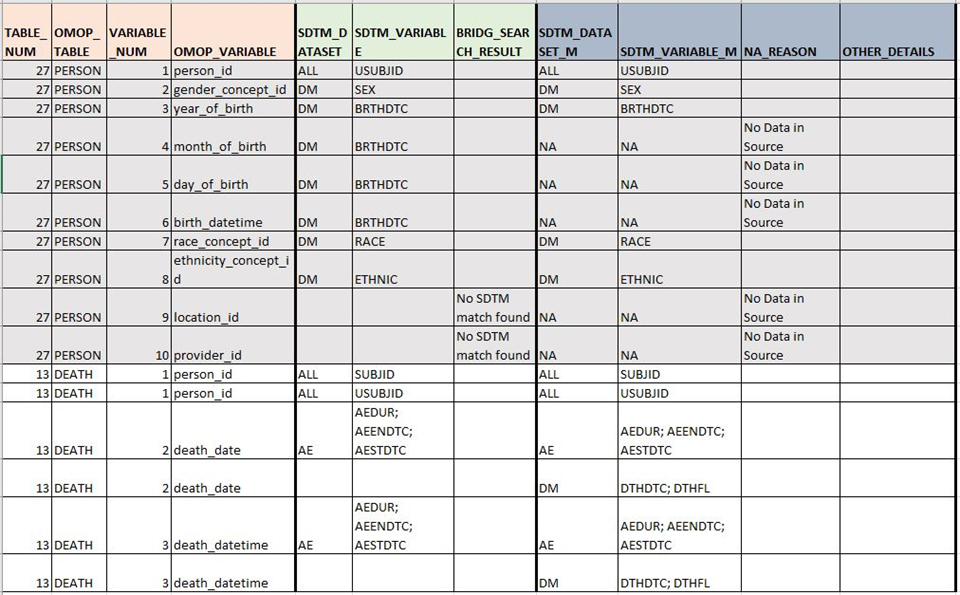 TABLE_NUM OMOP_TABLE VARIABLE_NUM OMOP_VARIABLE SDTM_DATASET SDTM_VARIABLE BRIDG_SEARCH_RESULT SDTM_DATASET_M SDTM_VARIABLE_M NA_REASON OTHER_DETAILS
27 PERSON 1 person_id ALL USUBJID ALL USUBJID
27 PERSON 2 gender_concept_id DM SEX DM SEX
27 PERSON 3 year_of_birth DM BRTHDTC DM BRTHDTC
27 PERSON 4 month_of_birth DM BRTHDTC NA NA No Data in Source
27 PERSON 5 day_of_birth DM BRTHDTC NA NA No Data in Source
27 PERSON 6 birth_datetime DM BRTHDTC NA NA No Data in Source
27 PERSON 7 race_concept_id DM RACE DM RACE
27 PERSON 8 ethnicity_concept_id DM ETHNIC DM ETHNIC
27 PERSON 9 location_id No SDTM match found NA NA No Data in Source
27 PERSON 10 provider_id No SDTM match found NA NA No Data in Source
13 DEATH 1 person_id ALL SUBJID ALL SUBJID
13 DEATH 1 person_id ALL USUBJID ALL USUBJID
13 DEATH 2 death_date AE AEDUR; AEENDTC; AESTDTC AE AEDUR; AEENDTC; AESTDTC
13 DEATH 2 death_date DM DTHDTC; DTHFL
13 DEATH 3 death_datetime AE AEDUR; AEENDTC; AESTDTC AE AEDUR; AEENDTC; AESTDTC
13 DEATH 3 death_datetime DM DTHDTC; DTHFL